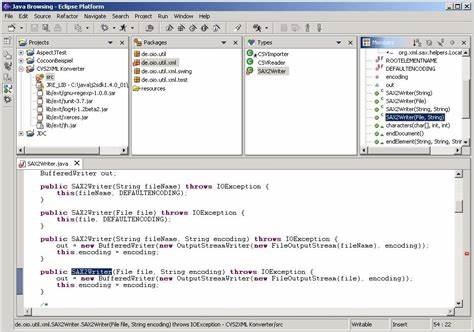 Java Browsing - Eclipse Platform
File Edit Source Refactor Navigate Search Project Run Window Help
Projects
AspectJTest
CocoonBeispiel
CVS2XML Konverter
src
JRE_LIB - C:\java\j2sdk1.4.0_01
lib/ext/gnu-regexp-1.0.8.jar
lib/ext/junit-3.7.jar
lib/ext/log4j-1.2beta2.jar
lib/ext/xerces.jar
lib/ext/jh.jar
JDC
Packages
de.oio.util
de.oio.util.xml
de.oio.util.xml.swing
de.oio.util.xml.test
resources
Types
CSVImporter
CSVReader
SAX2Writer
Members
org.xml.sax.helpers.Locat
ROOTELEMENTNAME
DEFAULTENCODING
encoding
out
SAX2Writer(String)
SAX2Writer(File)
SAX2Writer(String, String)
SAX2Writer(File, String)
characters(char[], int, int)
endDocument()
endElement(String, String, Str
SAX2Writer.java
BufferedWriter out;
public SAX2Writer(String fileName) throws IOException {
this(fileName, DEFAULTENCODING);
}
public SAX2Writer(File file) throws IOException {
this(file, DEFAULTENCODING);
}
public SAX2Writer(String fileName, String encoding) throws IOException {
out = new BufferedWriter(new OutputStreamWriter(new FileOutputStream(fileName), encoding));
this.encoding = encoding;
}
public SAX2Writer(File file, String encoding) throws IOException {
out = new BufferedWriter(new OutputStreamWriter(new FileOutputStream(file), encoding));
this.encoding = encoding;
}
/*
de.oio.util.xml.SAX2Writer.SAX2Writer(File file, String encoding) throws IOException - CVS2XML Konverter/src
Writable
Insert
54 : 22